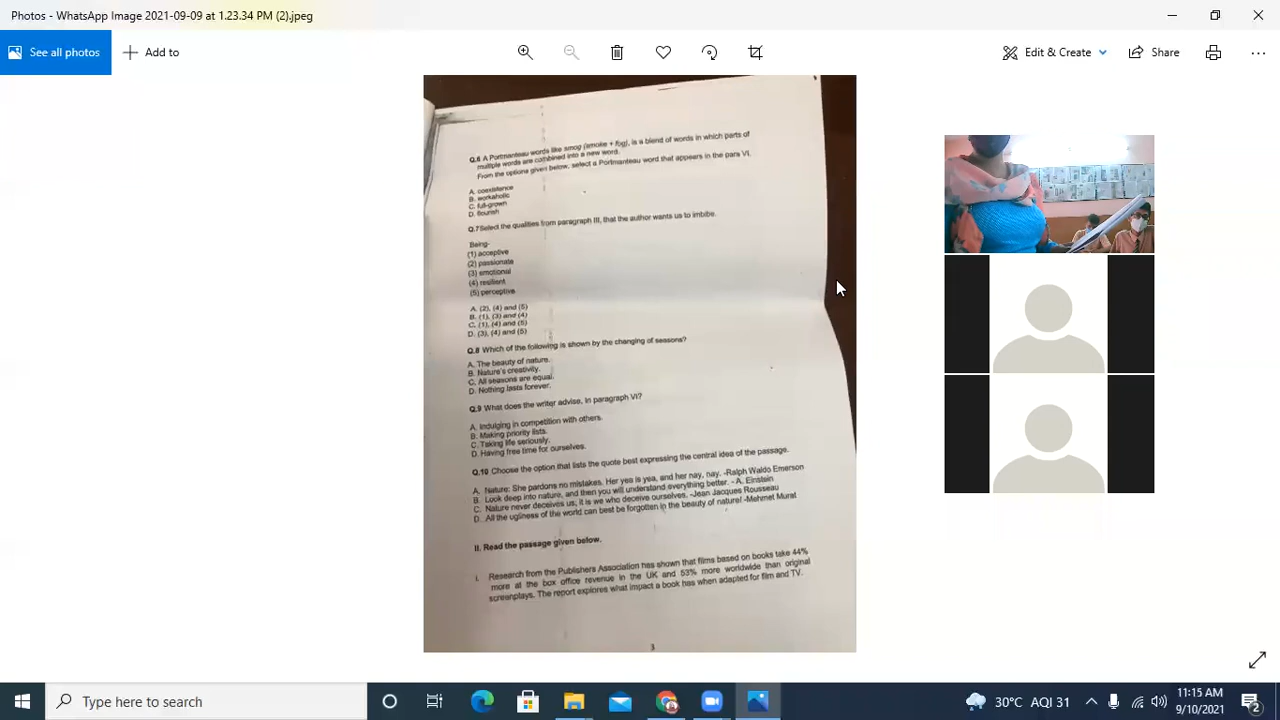 Photos - WhatsApp Image 2021-09-09 at 1.23.34 PM (2).jpeg
See all photos
Add to
Edit & Create
Share
Q.6 A Portmanteau words like smog (smoke + fog), is a blend of words in which parts of
multiple words are combined into a new word.
From the options given below, select a Portmanteau word that appears in the para VI.
A. coexistence
B. workaholic
C. full-grown
D. flourish
Q.7Select the qualities from paragraph III, that the author wants us to imbibe.
Being-
(1) acceptive
(2) passionate
(3) emotional
(4) resilient
(5) perceptive
A. (2), (4) and (5)
B. (1), (3) and (4)
C. (1), (4) and (5)
D. (3), (4) and (5)
Q.8 Which of the following is shown by the changing of seasons?
A. The beauty of nature.
B. Nature's creativity.
C. All seasons are equal.
D. Nothing lasts forever.
Q.9 What does the writer advise, in paragraph VI?
A. Indulging in competition with others.
B. Making priority lists.
C. Taking life seriously.
D. Having free time for ourselves.
Q.10 Choose the option that lists the quote best expressing the central idea of the passage.
A. Nature: She pardons no mistakes. Her yea is yea, and her nay, nay. -Ralph Waldo Emerson
B. Look deep into nature, and then you will understand everything better. - A. Einstein
C. Nature never deceives us, it is we who deceive ourselves. -Jean Jacques Rousseau
D. All the ugliness of the world can best be forgotten in the beauty of nature! -Mehmet Murat
II. Read the passage given below.
i. Research from the Publishers Association has shown that films based on books take 44%
more at the box office revenue in the UK and 53% more worldwide than original
screenplays. The report explores what impact a book has when adapted for film and TV.
3
Type here to search
30°C AQI 31
11:15 AM
9/10/2021
2